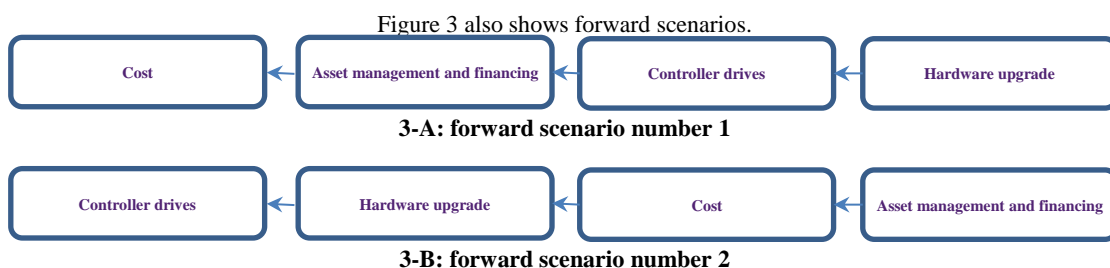 Figure 3 also shows forward scenarios.
Cost
Asset management and financing
Controller drives
Hardware upgrade
3-A: forward scenario number 1
Controller drives
Hardware upgrade
Cost
Asset management and financing
3-B: forward scenario number 2